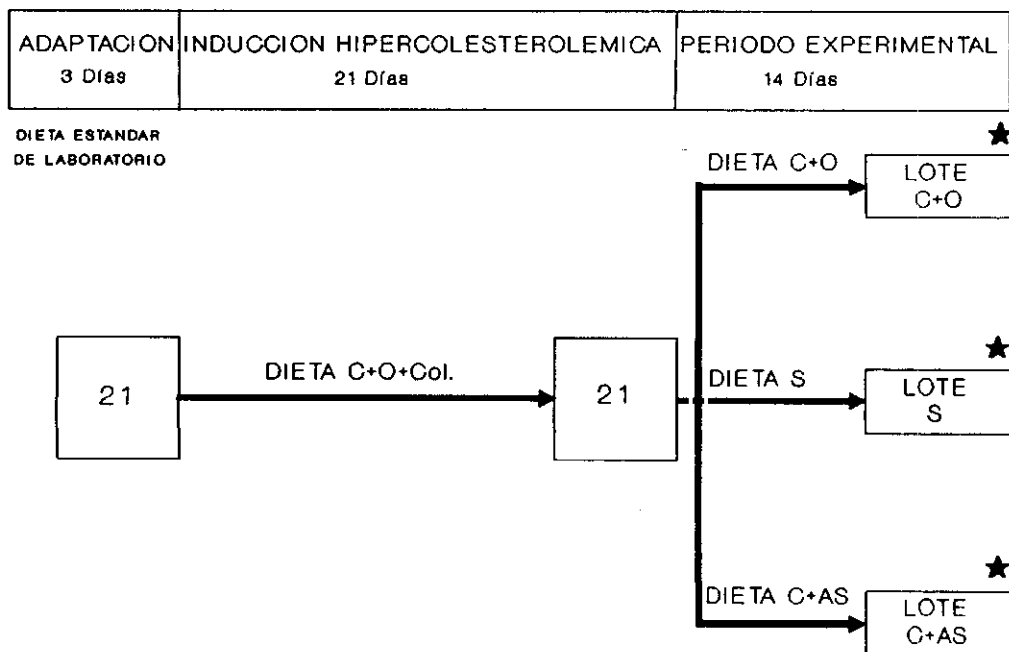 ADAPTACION
3 Días
INDUCCION HIPERCOLESTEROLEMICA
21 Días
PERIODO EXPERIMENTAL
14 Días
DIETA ESTANDAR
DE LABORATORIO
DIETA C+O
LOTE
C+O
21
DIETA C+O+Col.
21
DIETA S
LOTE
S
DIETA C+AS
LOTE
C+AS